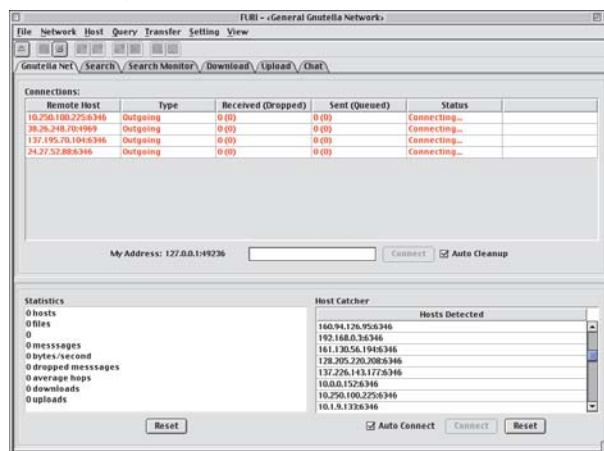 FURI - <General Gnutella Network>
File Network Host Query Transfer Setting View
Gnutella Net Search Search Monitor Download Upload Chat
Connections:
Remote Host Type Received (Dropped) Sent (Queued) Status
10.250.100.225:6346 Outgoing 0 (0) 0 (0) Connecting...
38.26.248.70:4969 Outgoing 0 (0) 0 (0) Connecting...
137.195.70.104:6346 Outgoing 0 (0) 0 (0) Connecting...
24.27.52.88:6346 Outgoing 0 (0) 0 (0) Connecting...
My Address: 127.0.0.1:49236 Connect Auto Cleanup
Statistics
0 hosts
0 files
0
0 messsages
0 bytes/second
0 dropped messsages
0 average hops
0 downloads
0 uploads
Reset
Host Catcher
Hosts Detected
160.94.126.95:6346
192.168.0.3:6346
161.130.56.194:6346
128.205.220.208:6346
137.226.143.177:6346
10.0.0.152:6346
10.250.100.225:6346
10.1.9.133:6346
Auto Connect Connect Reset